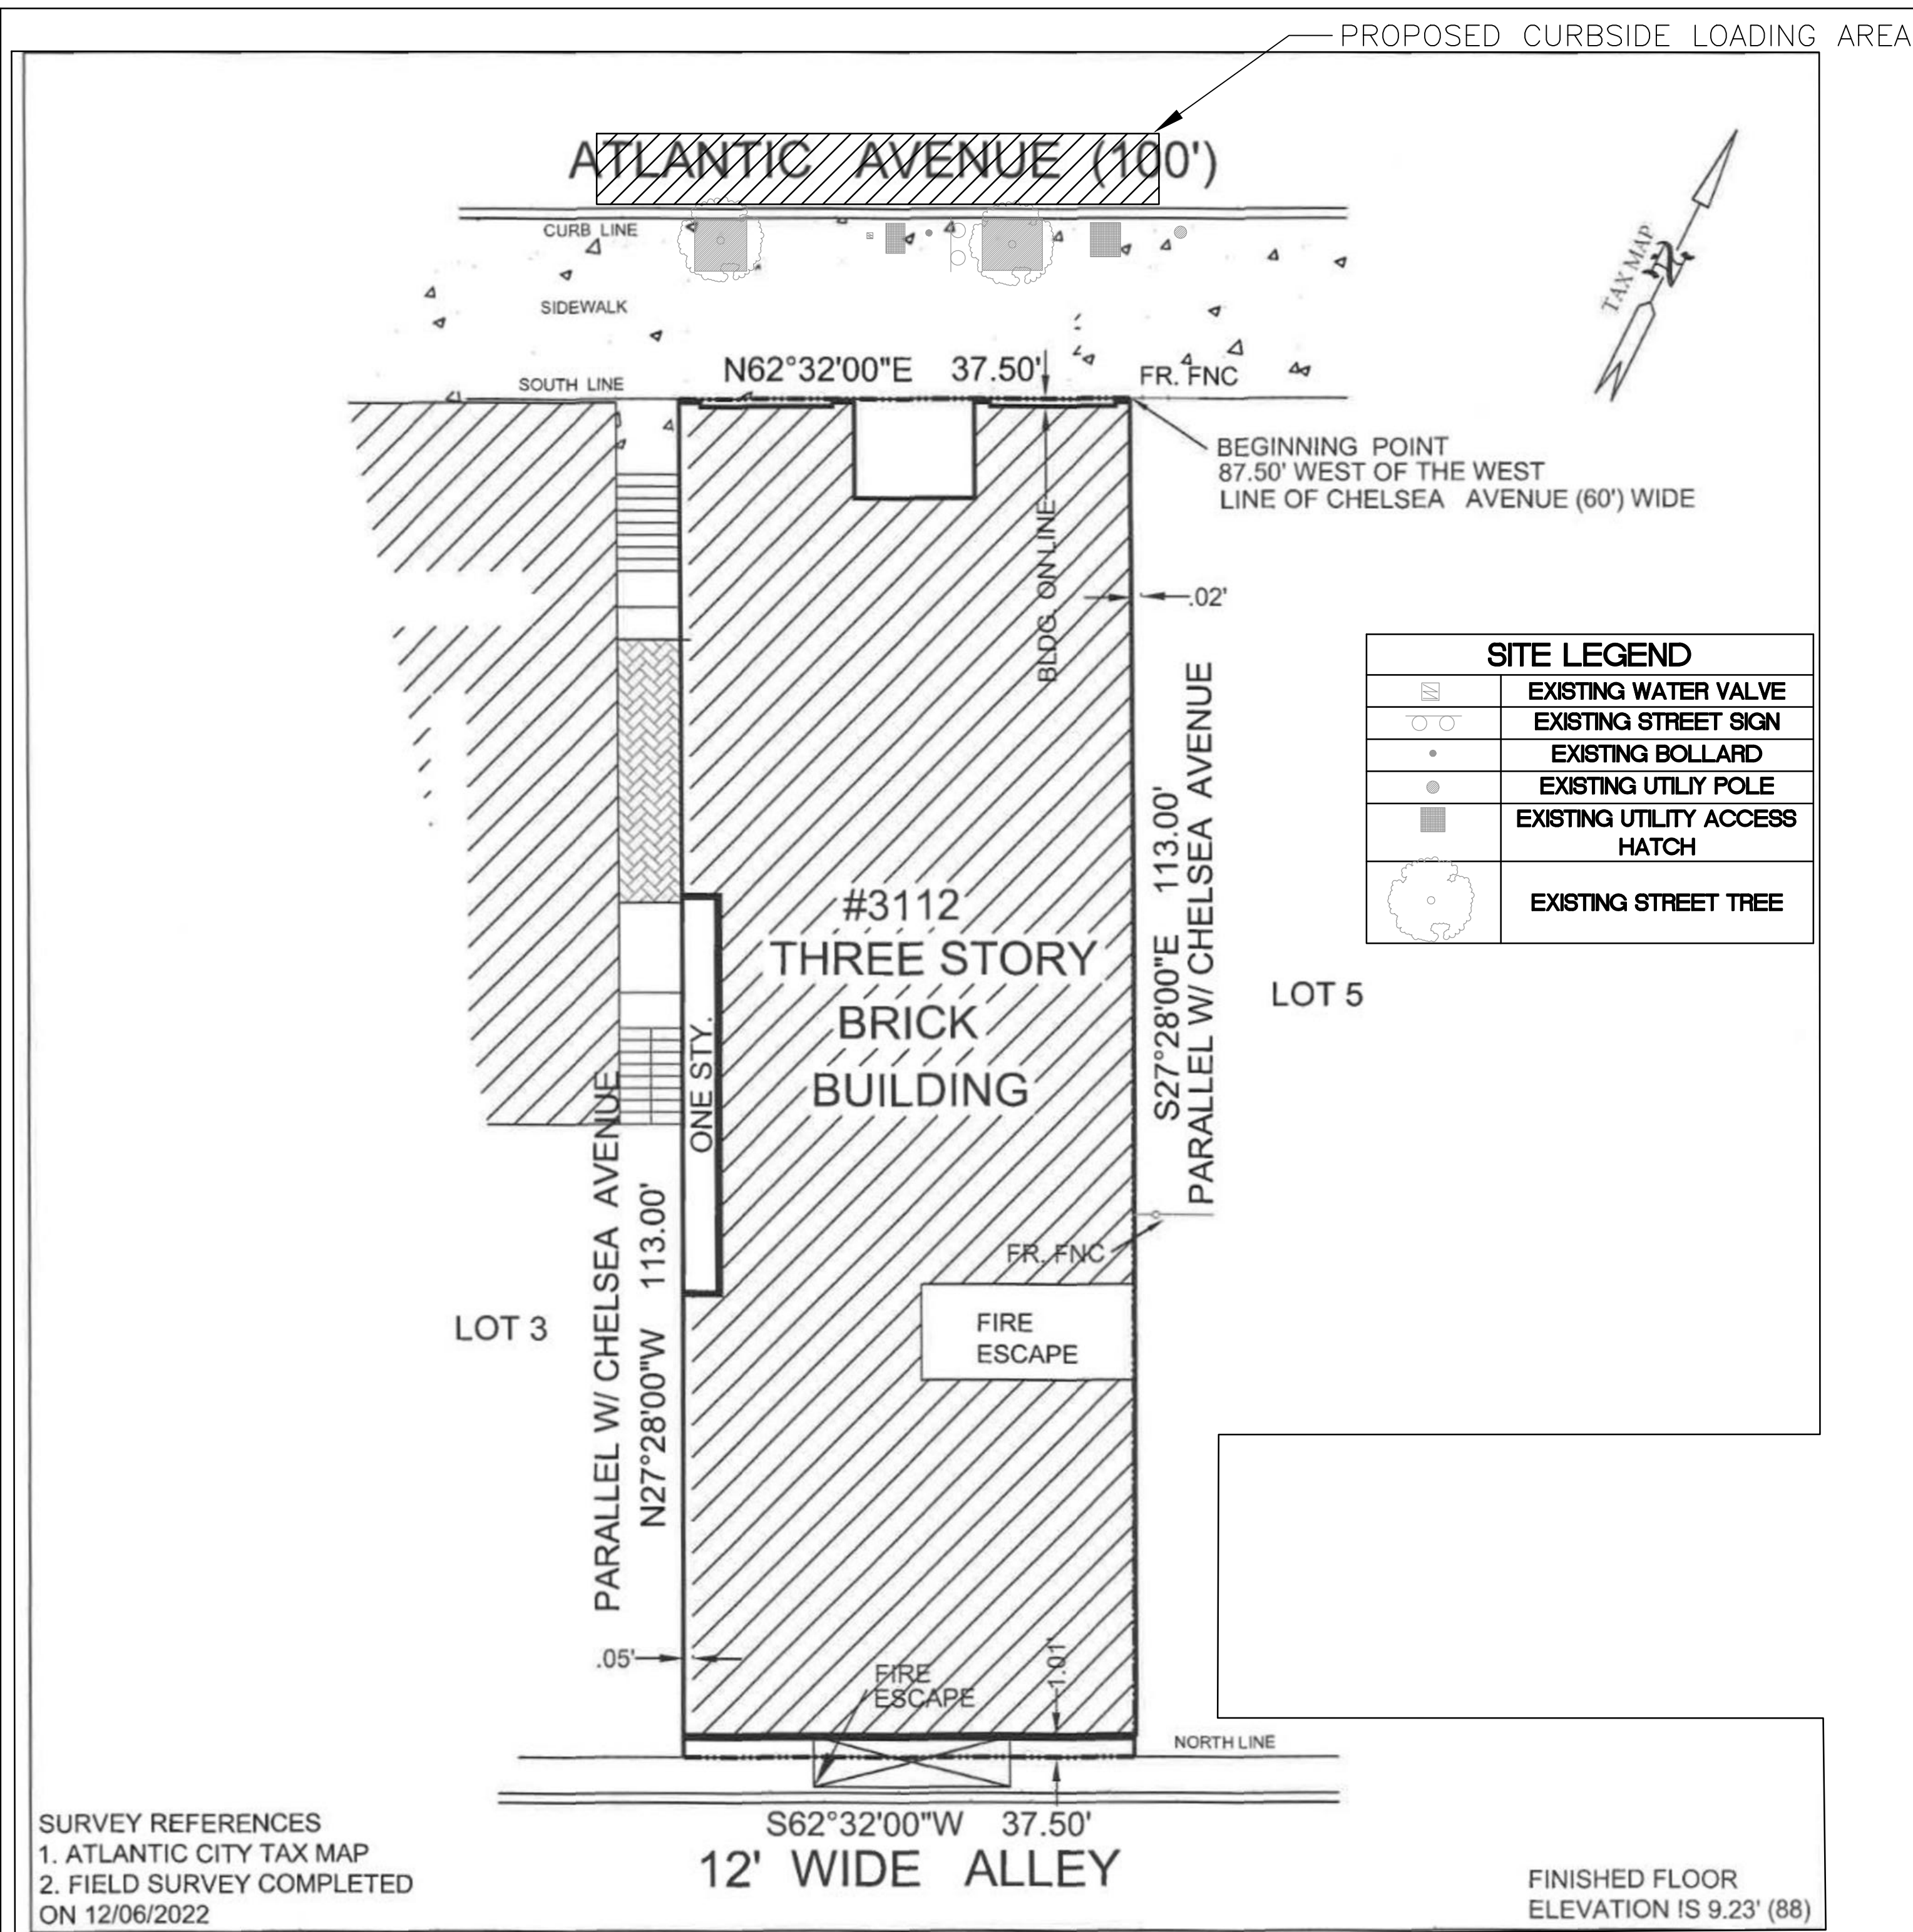 PROPOSED CURBSIDE LOADING AREA
ATLANTIC AVENUE (100')
CURB LINE
SIDEWALK
TAX MAP
N
N62°32'00"E 37.50'
SOUTH LINE
FR. FNC
BEGINNING POINT
87.50' WEST OF THE WEST
LINE OF CHELSEA AVENUE (60') WIDE
BLDG. ON LINE
.02'
SITE LEGEND
EXISTING WATER VALVE
EXISTING STREET SIGN
EXISTING BOLLARD
EXISTING UTILIY POLE
EXISTING UTILITY ACCESS
HATCH
EXISTING STREET TREE
S27°28'00"E 113.00'
PARALLEL W/ CHELSEA AVENUE
#3112
THREE STORY
BRICK
BUILDING
LOT 5
ONE STY.
PARALLEL W/ CHELSEA AVENUE
N27°28'00"W 113.00'
FR. FNC
LOT 3
FIRE
ESCAPE
.05'
FIRE
ESCAPE
1.01'
NORTH LINE
S62°32'00"W 37.50'
12' WIDE ALLEY
SURVEY REFERENCES
1. ATLANTIC CITY TAX MAP
2. FIELD SURVEY COMPLETED
ON 12/06/2022
FINISHED FLOOR
ELEVATION IS 9.23' (88)